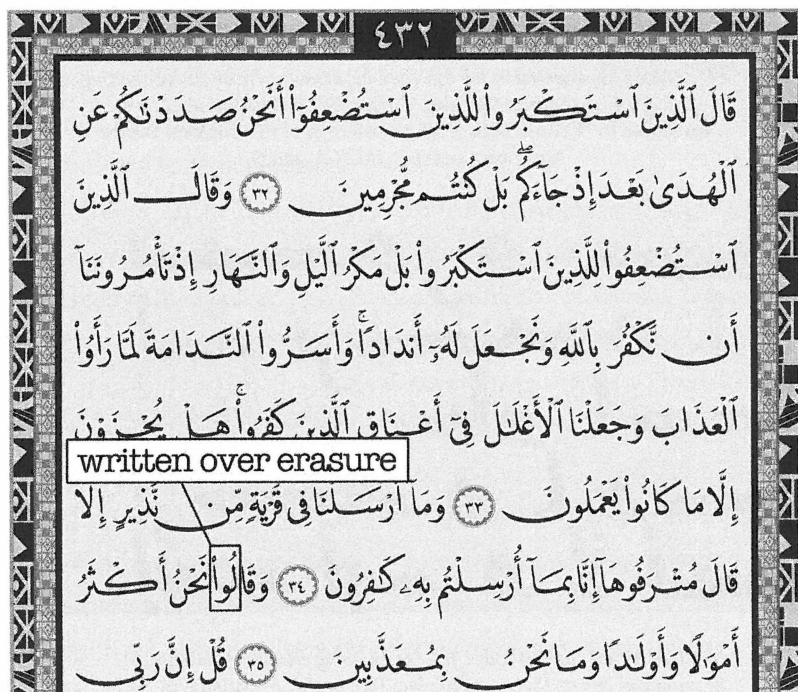 ٤٣٢
قَالَ ٱلَّذِينَ ٱسْتَكْبَرُوا۟ لِلَّذِينَ ٱسْتُضْعِفُوٓا۟ أَنَحْنُ صَدَدْنَٰكُمْ عَنِ
ٱلْهُدَىٰ بَعْدَ إِذْ جَآءَكُم ۖ بَلْ كُنتُم مُّجْرِمِينَ ٣٢ وَقَالَ ٱلَّذِينَ
ٱسْتُضْعِفُوا۟ لِلَّذِينَ ٱسْتَكْبَرُوا۟ بَلْ مَكْرُ ٱلَّيْلِ وَٱلنَّهَارِ إِذْ تَأْمُرُونَنَآ
أَن نَّكْفُرَ بِٱللَّهِ وَنَجْعَلَ لَهُۥٓ أَندَادًا ۚ وَأَسَرُّوا۟ ٱلنَّدَامَةَ لَمَّا رَأَوُا۟
ٱلْعَذَابَ وَجَعَلْنَا ٱلْأَغْلَٰلَ فِىٓ أَعْنَاقِ ٱلَّذِينَ كَفَرُوا۟ ۚ هَلْ يُجْزَوْنَ
written over erasure
إِلَّا مَا كَانُوا۟ يَعْمَلُونَ ٣٣ وَمَآ أَرْسَلْنَا فِى قَرْيَةٍ مِّن نَّذِيرٍ إِلَّا
قَالَ مُتْرَفُوهَآ إِنَّا بِمَآ أُرْسِلْتُم بِهِۦ كَٰفِرُونَ ٣٤ وَقَالُوا۟ نَحْنُ أَكْثَرُ
أَمْوَٰلًا وَأَوْلَٰدًا وَمَا نَحْنُ بِمُعَذَّبِينَ ٣٥ قُلْ إِنَّ رَبِّى